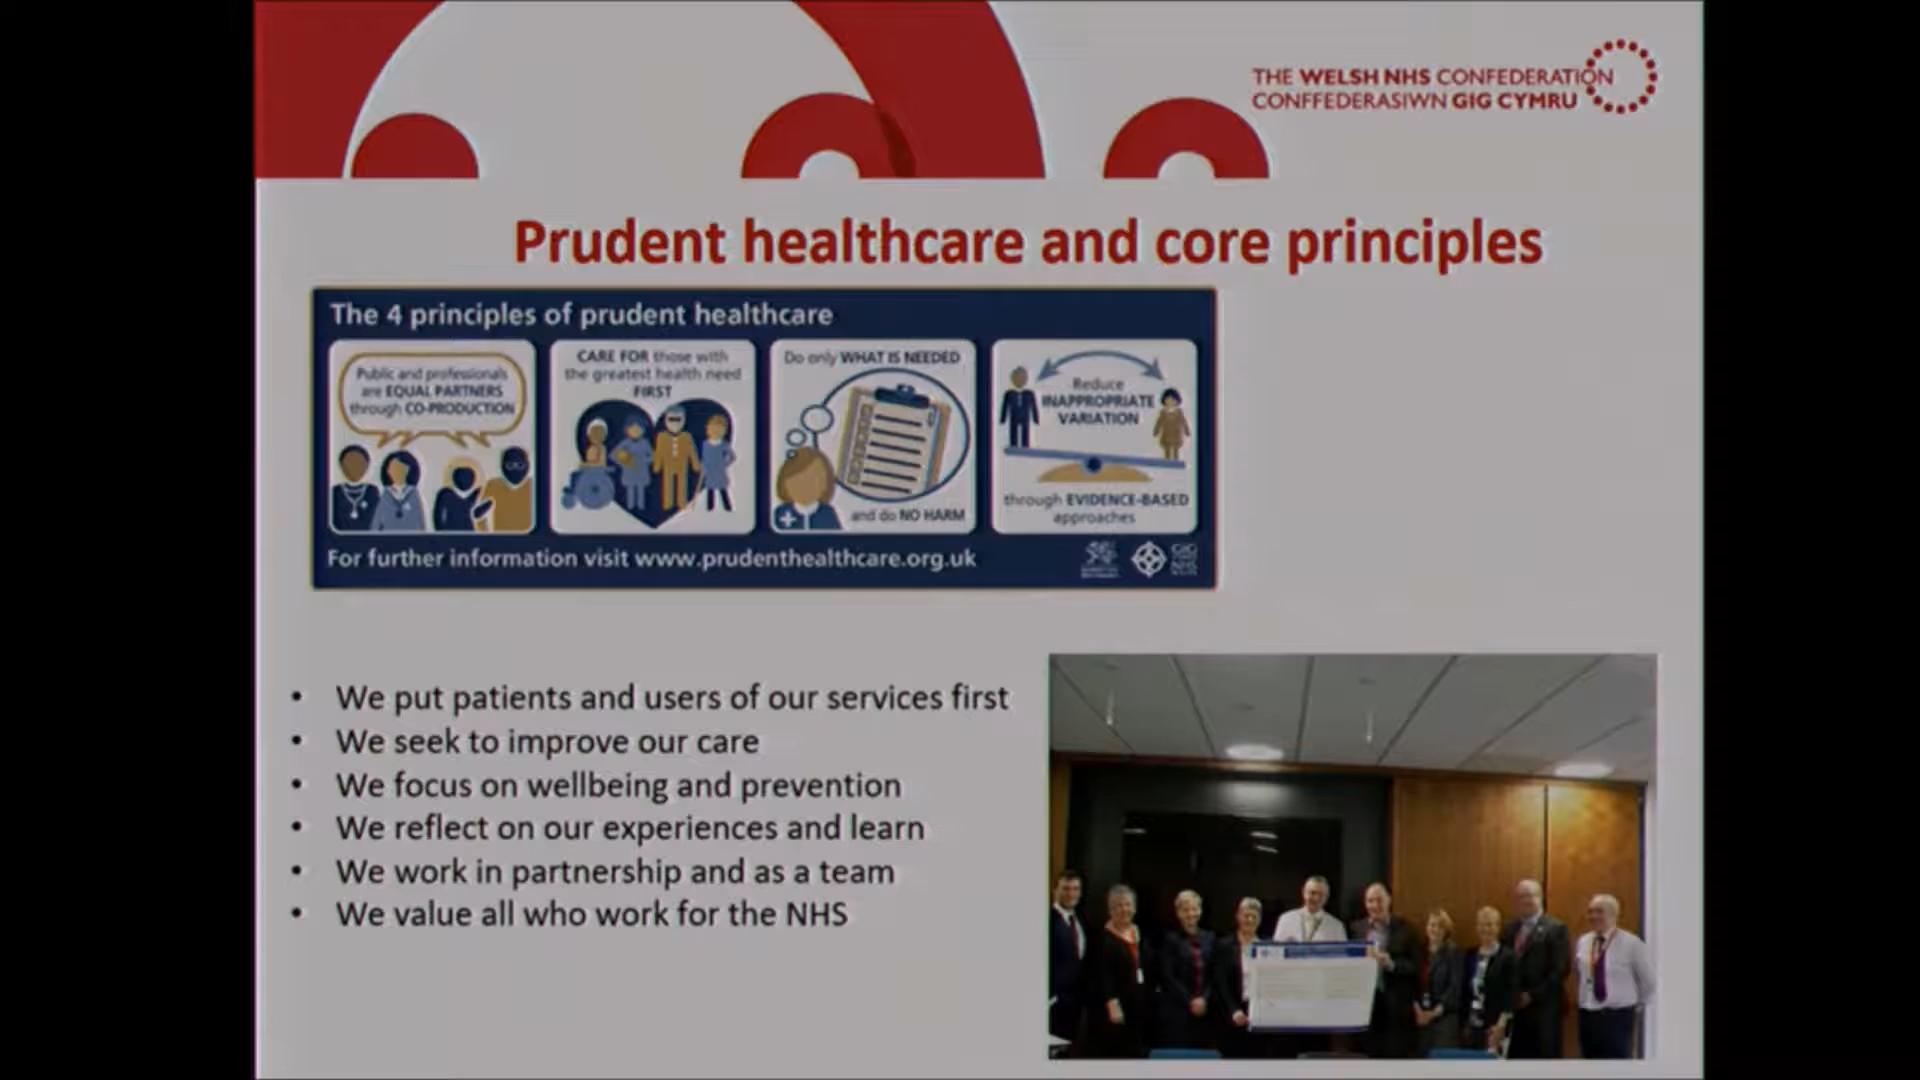 THE WELSH NHS CONFEDERATION
CONFFEDERASIWN GIG CYMRU
Prudent healthcare and core principles
The 4 principles of prudent healthcare
Public and professionals
are EQUAL PARTNERS
through CO-PRODUCTION
CARE FOR those with
the greatest health need
FIRST
Do only WHAT IS NEEDED
and do NO HARM
Reduce
INAPPROPRIATE
VARIATION
through EVIDENCE-BASED
approaches
For further information visit www.prudenthealthcare.org.uk
GIG
NHS
• We put patients and users of our services first
• We seek to improve our care
• We focus on wellbeing and prevention
• We reflect on our experiences and learn
• We work in partnership and as a team
• We value all who work for the NHS